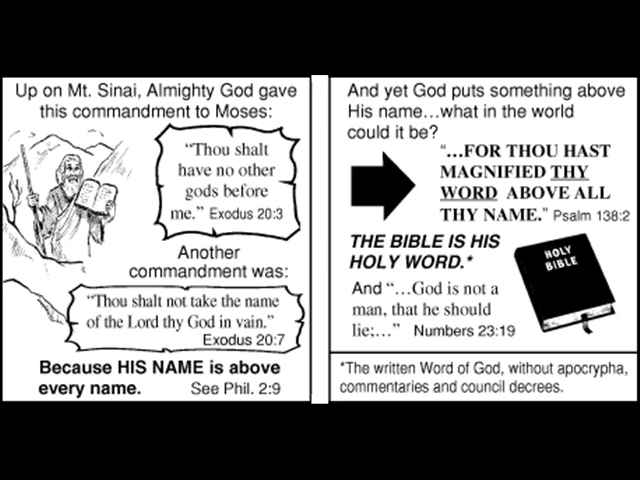 Up on Mt. Sinai, Almighty God gave
this commandment to Moses:
“Thou shalt
have no other
gods before
me.” Exodus 20:3
Another
commandment was:
“Thou shalt not take the name
of the Lord thy God in vain.”
Exodus 20:7
Because HIS NAME is above
every name. See Phil. 2:9
And yet God puts something above
His name…what in the world
could it be?
“…FOR THOU HAST
MAGNIFIED THY
WORD ABOVE ALL
THY NAME.” Psalm 138:2
THE BIBLE IS HIS
HOLY WORD.*
HOLY
BIBLE
And “…God is not a
man, that he should
lie;…” Numbers 23:19
*The written Word of God, without apocrypha,
commentaries and council decrees.